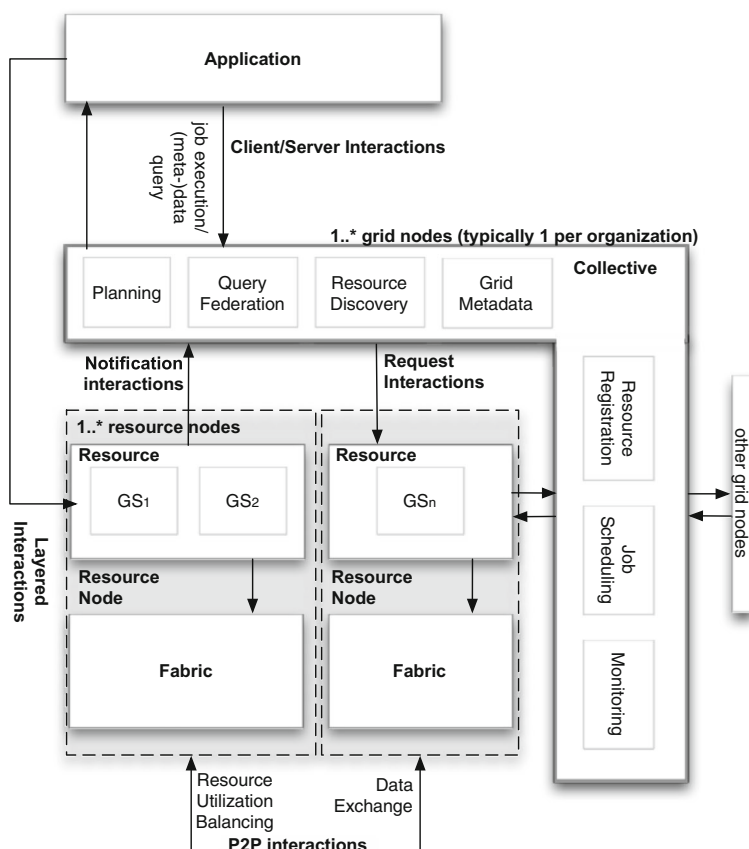 Application
job execution/
(meta-)data
query
Client/Server Interactions
1..* grid nodes (typically 1 per organization)
Collective
Planning
Query
Federation
Resource
Discovery
Grid
Metadata
Notification
interactions
Request
Interactions
Resource
Registration
Job
Scheduling
Monitoring
other grid nodes
1..* resource nodes
Resource
GS1
GS2
Resource
GSn
Layered
Interactions
Resource
Node
Resource
Node
Fabric
Fabric
Resource
Utilization
Balancing
Data
Exchange
P2P interactions